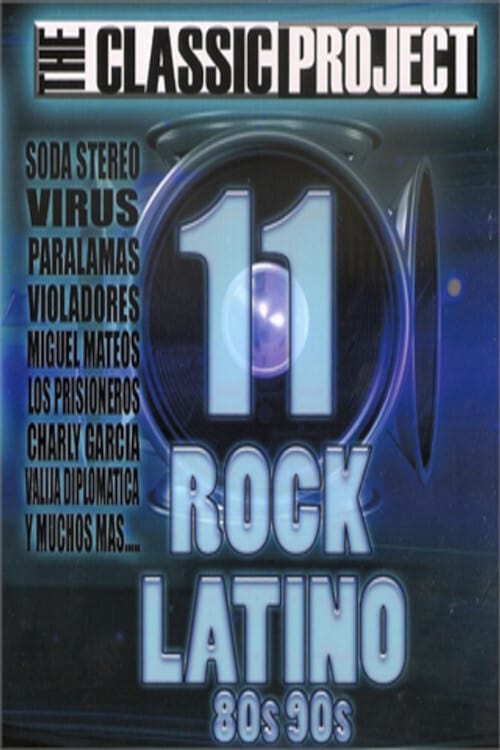 THE CLASSIC PROJECT
SODA STEREO
VIRUS
PARALAMAS
VIOLADORES
MIGUEL MATEOS
LOS PRISIONEROS
CHARLY GARCIA
VALIJA DIPLOMATICA
Y MUCHOS MAS.....
11
ROCK
LATINO
80s 90s